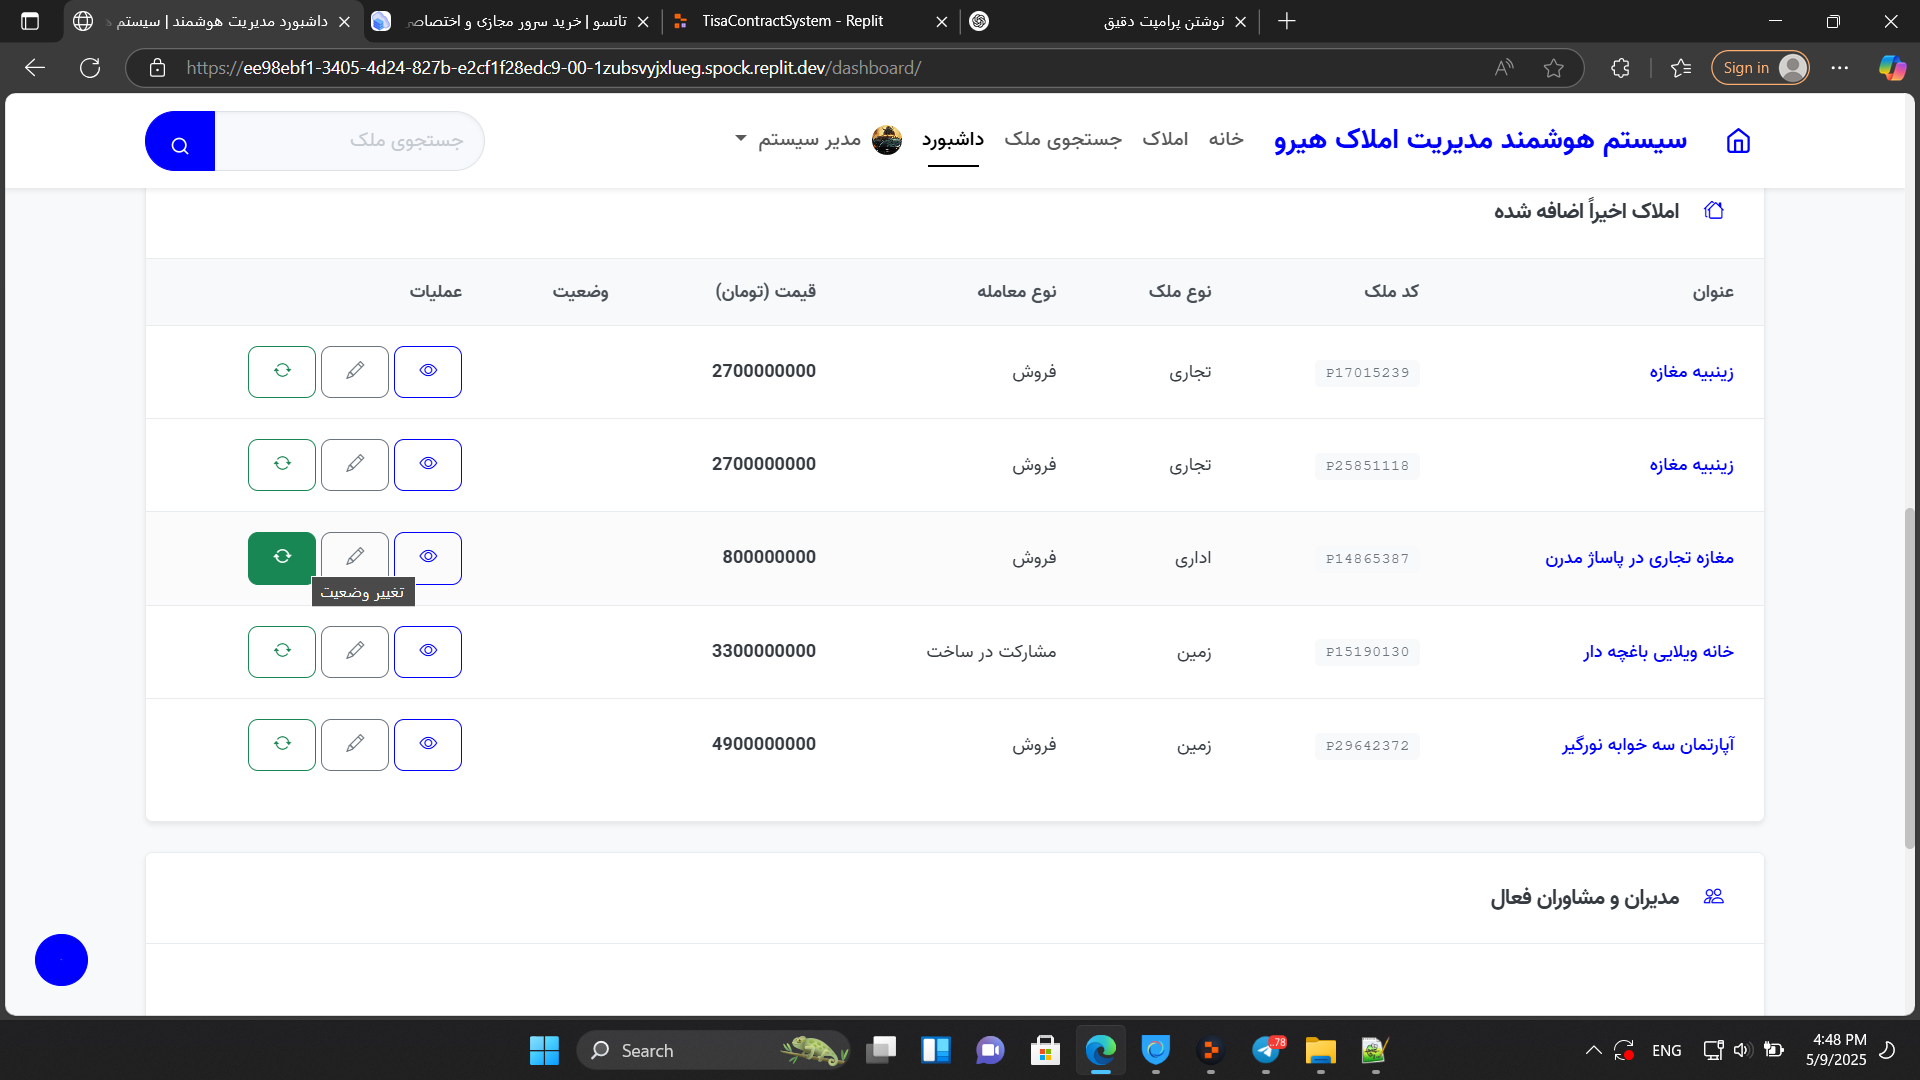 داشبورد مدیریت هوشمند | سیستم
تاتسو | خرید سرور مجازی و اختصاص
TisaContractSystem - Replit
نوشتن پرامپت دقیق
https://ee98ebf1-3405-4d24-827b-e2cf1f28edc9-00-1zubsvyjxlueg.spock.replit.dev/dashboard/
Sign in
سیستم هوشمند مدیریت املاک هیرو
خانه
املاک
جستجوی ملک
داشبورد
مدیر سیستم
جستجوی ملک
املاک اخیراً اضافه شده
عنوان کد ملک نوع ملک نوع معامله قیمت (تومان) وضعیت عملیات
زینبیه مغازه P17015239 تجاری فروش 2700000000
زینبیه مغازه P25851118 تجاری فروش 2700000000
مغازه تجاری در پاساژ مدرن P14865387 اداری فروش 800000000
تغییر وضعیت
خانه ویلایی باغچه دار P15190130 زمین مشارکت در ساخت 3300000000
آپارتمان سه خوابه نورگیر P29642372 زمین فروش 4900000000
مدیران و مشاوران فعال
Search
78
ENG
4:48 PM
5/9/2025